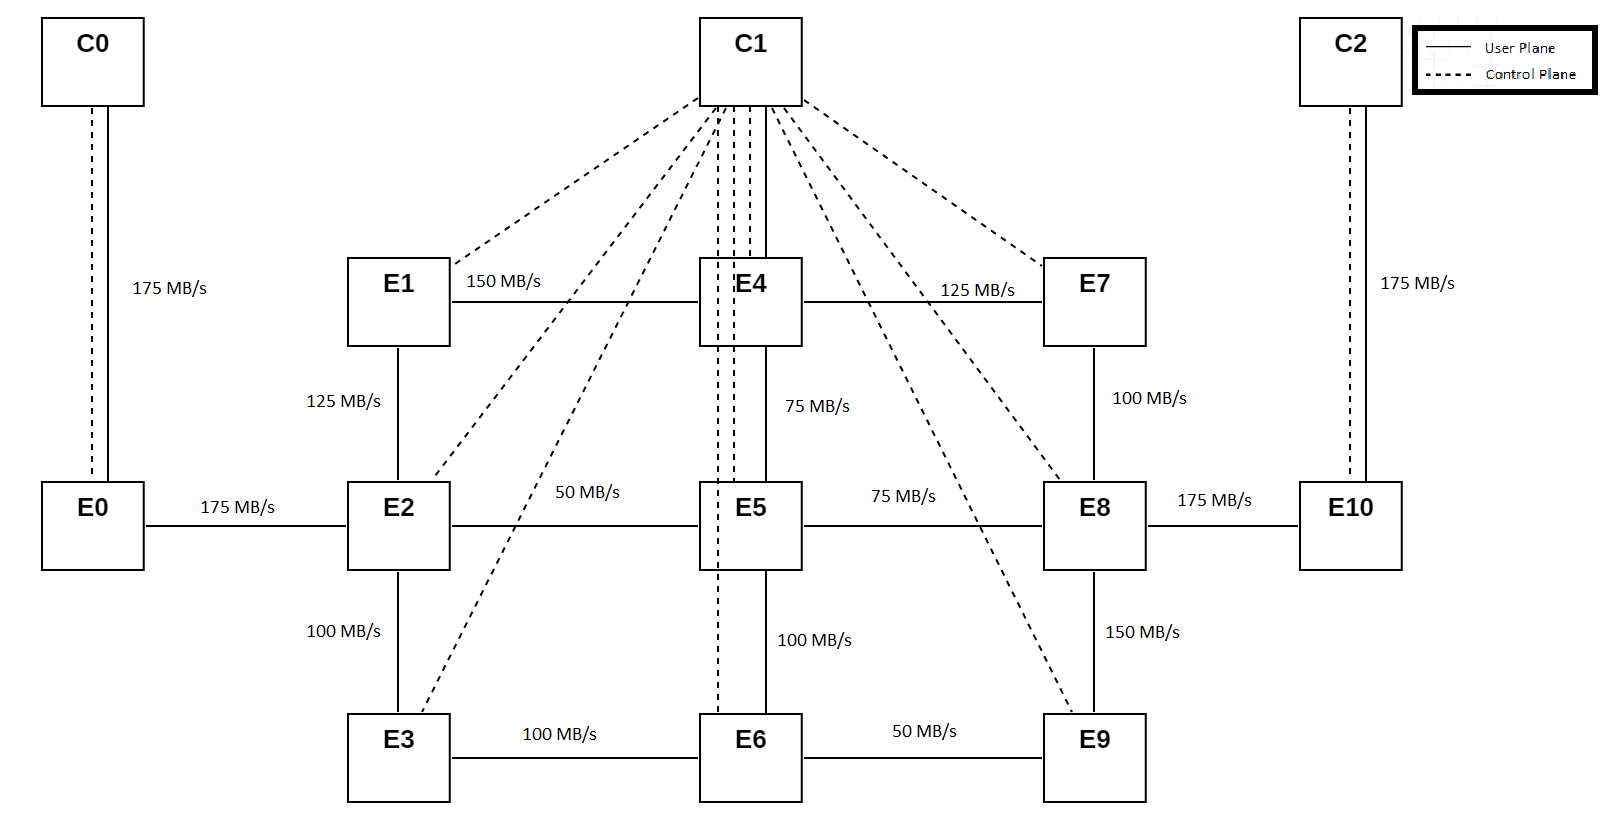 C0
C1
C2
User Plane
Control Plane
175 MB/s
E1
150 MB/s
E4
125 MB/s
E7
175 MB/s
125 MB/s
75 MB/s
100 MB/s
E0
175 MB/s
E2
50 MB/s
E5
75 MB/s
E8
175 MB/s
E10
100 MB/s
100 MB/s
150 MB/s
E3
100 MB/s
E6
50 MB/s
E9